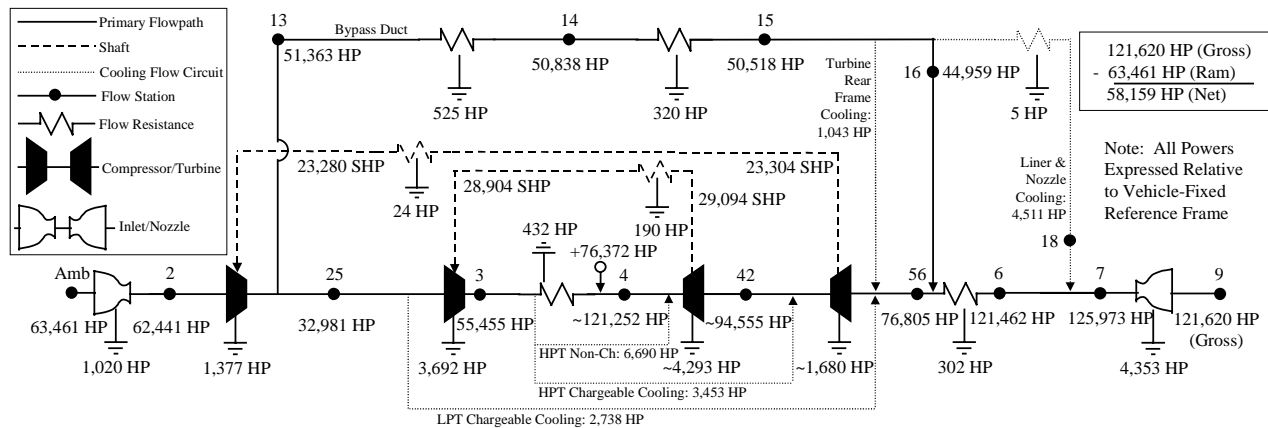 Primary Flowpath
Shaft
Cooling Flow Circuit
Flow Station
Flow Resistance
Compressor/Turbine
Inlet/Nozzle
13
Bypass Duct
14
15
51,363 HP
50,838 HP
50,518 HP
525 HP
320 HP
Turbine
Rear
Frame
Cooling:
1,043 HP
16
44,959 HP
5 HP
121,620 HP (Gross)
- 63,461 HP (Ram)
58,159 HP (Net)
Note: All Powers
Expressed Relative
to Vehicle-Fixed
Reference Frame
Liner &
Nozzle
Cooling:
4,511 HP
18
23,280 SHP
24 HP
23,304 SHP
28,904 SHP
190 HP
29,094 SHP
432 HP
+76,372 HP
Amb
2
25
3
4
42
56
6
7
9
63,461 HP
62,441 HP
32,981 HP
55,455 HP
~121,252 HP
~94,555 HP
76,805 HP
121,462 HP
125,973 HP
121,620 HP
(Gross)
1,020 HP
1,377 HP
3,692 HP
HPT Non-Ch: 6,690 HP
~4,293 HP
~1,680 HP
302 HP
4,353 HP
HPT Chargeable Cooling: 3,453 HP
LPT Chargeable Cooling: 2,738 HP